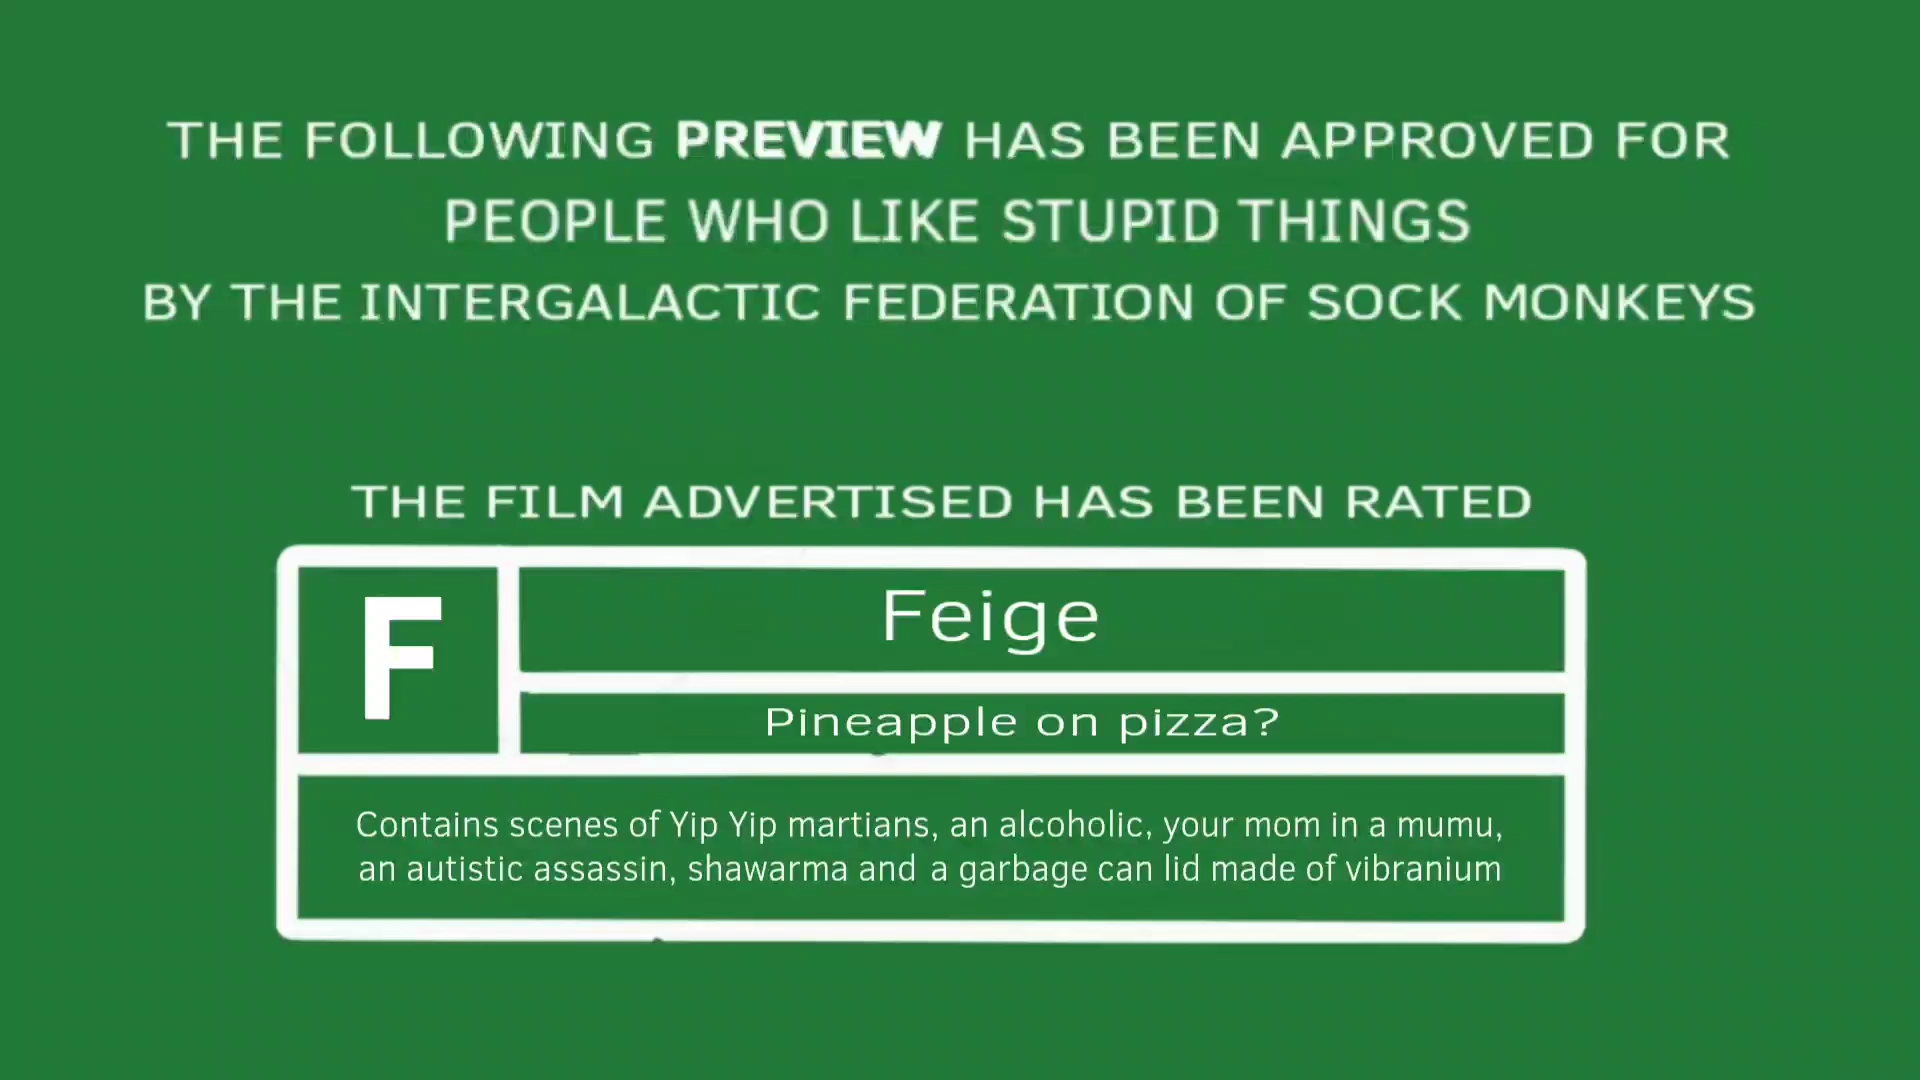 THE FOLLOWING PREVIEW HAS BEEN APPROVED FOR
PEOPLE WHO LIKE STUPID THINGS
BY THE INTERGALACTIC FEDERATION OF SOCK MONKEYS
THE FILM ADVERTISED HAS BEEN RATED
F
Feige
Pineapple on pizza?
Contains scenes of Yip Yip martians, an alcoholic, your mom in a mumu,
an autistic assassin, shawarma and a garbage can lid made of vibranium